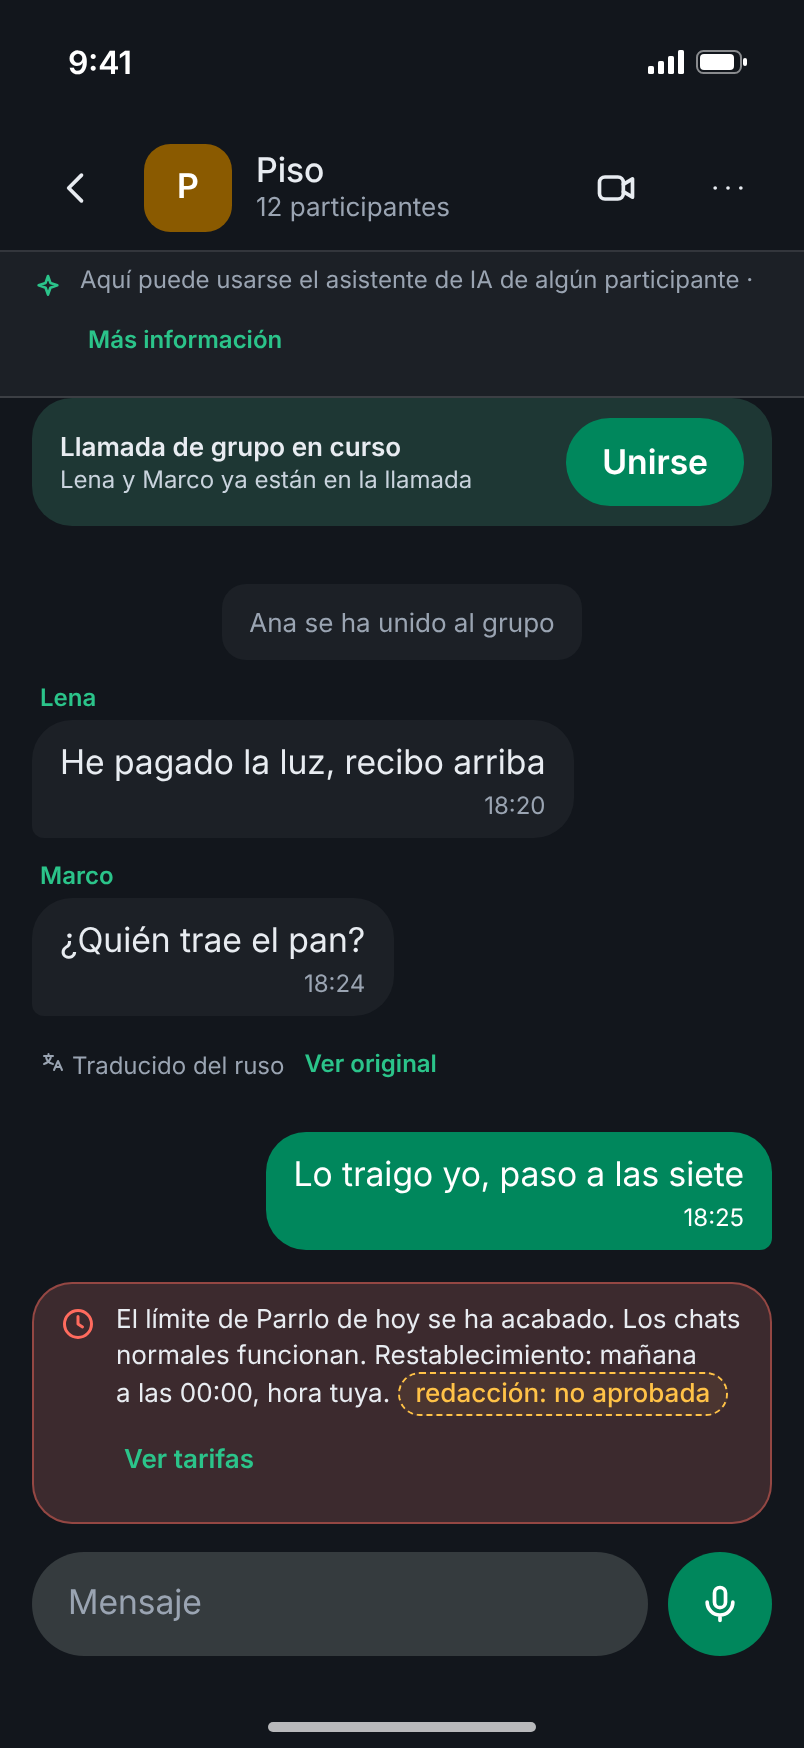 9:41
P
Piso
12 participantes
Aquí puede usarse el asistente de IA de algún participante ·
Más información
Llamada de grupo en curso
Lena y Marco ya están en la llamada
Unirse
Ana se ha unido al grupo
Lena
He pagado la luz, recibo arriba
18:20
Marco
¿Quién trae el pan?
18:24
Traducido del ruso Ver original
Lo traigo yo, paso a las siete
18:25
El límite de Parrlo de hoy se ha acabado. Los chats
normales funcionan. Restablecimiento: mañana
a las 00:00, hora tuya. redacción: no aprobada
Ver tarifas
Mensaje